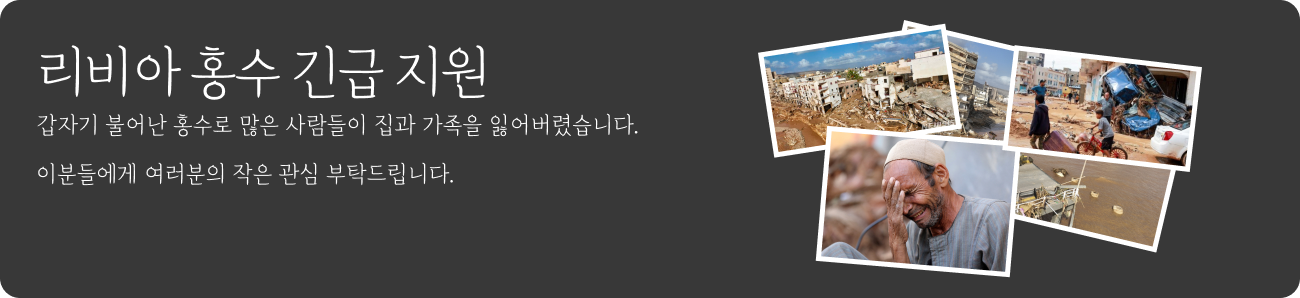 리비아 홍수 긴급 지원
갑자기 불어난 홍수로 많은 사람들이 집과 가족을 잃어버렸습니다.
이분들에게 여러분의 작은 관심 부탁드립니다.